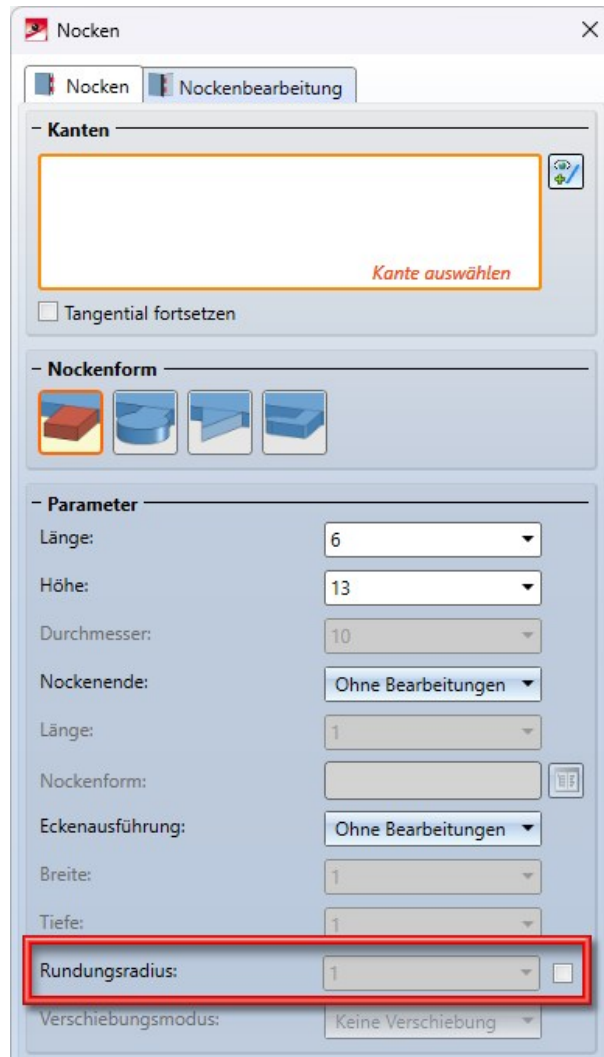 Nocken
Nocken Nockenbearbeitung
Kanten
Kante auswählen
Tangential fortsetzen
Nockenform
Parameter
Länge: 6
Höhe: 13
Durchmesser: 10
Nockenende: Ohne Bearbeitungen
Länge: 1
Nockenform:
Eckenausführung: Ohne Bearbeitungen
Breite: 1
Tiefe: 1
Rundungsradius: 1
Verschiebungsmodus: Keine Verschiebung